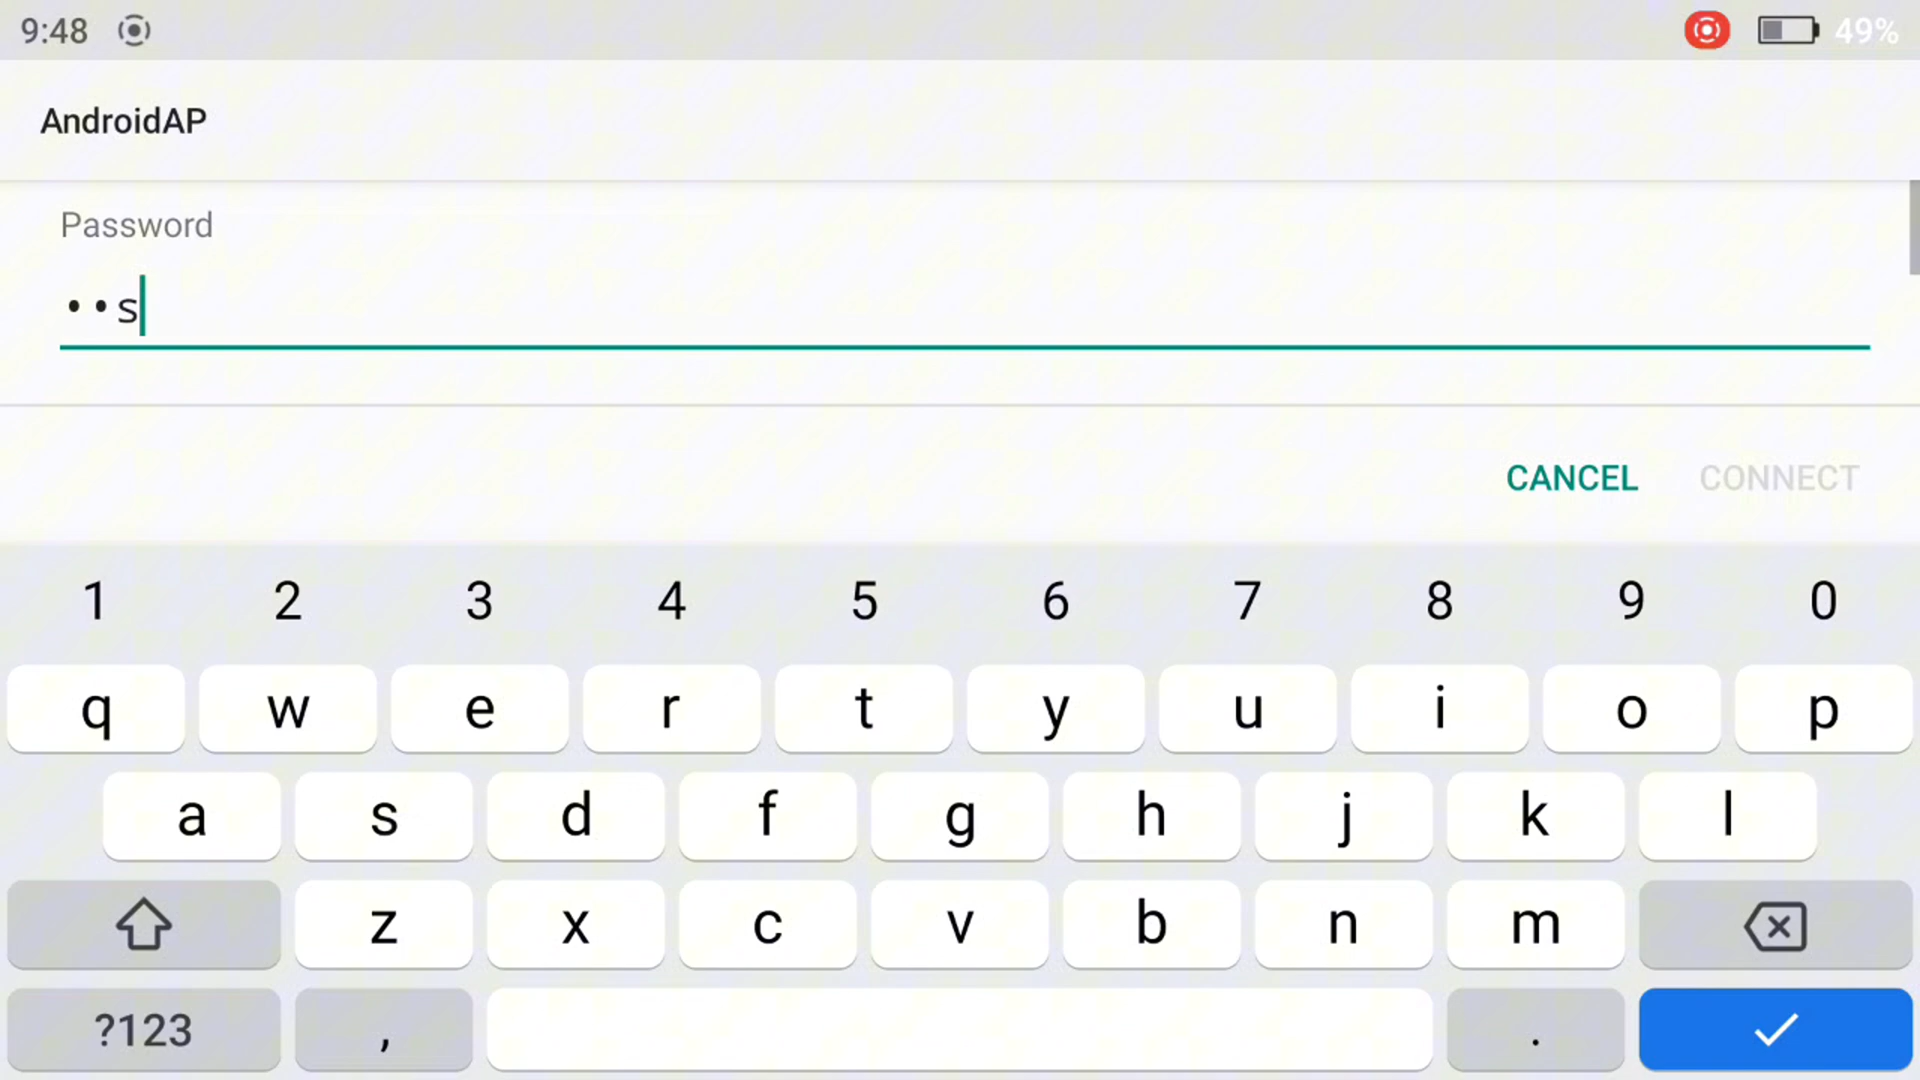 9:48 49%
AndroidAP
Password
••s
CANCEL CONNECT
1 2 3 4 5 6 7 8 9 0
q w e r t y u i o p
a s d f g h j k l
z x c v b n m
?123 , .